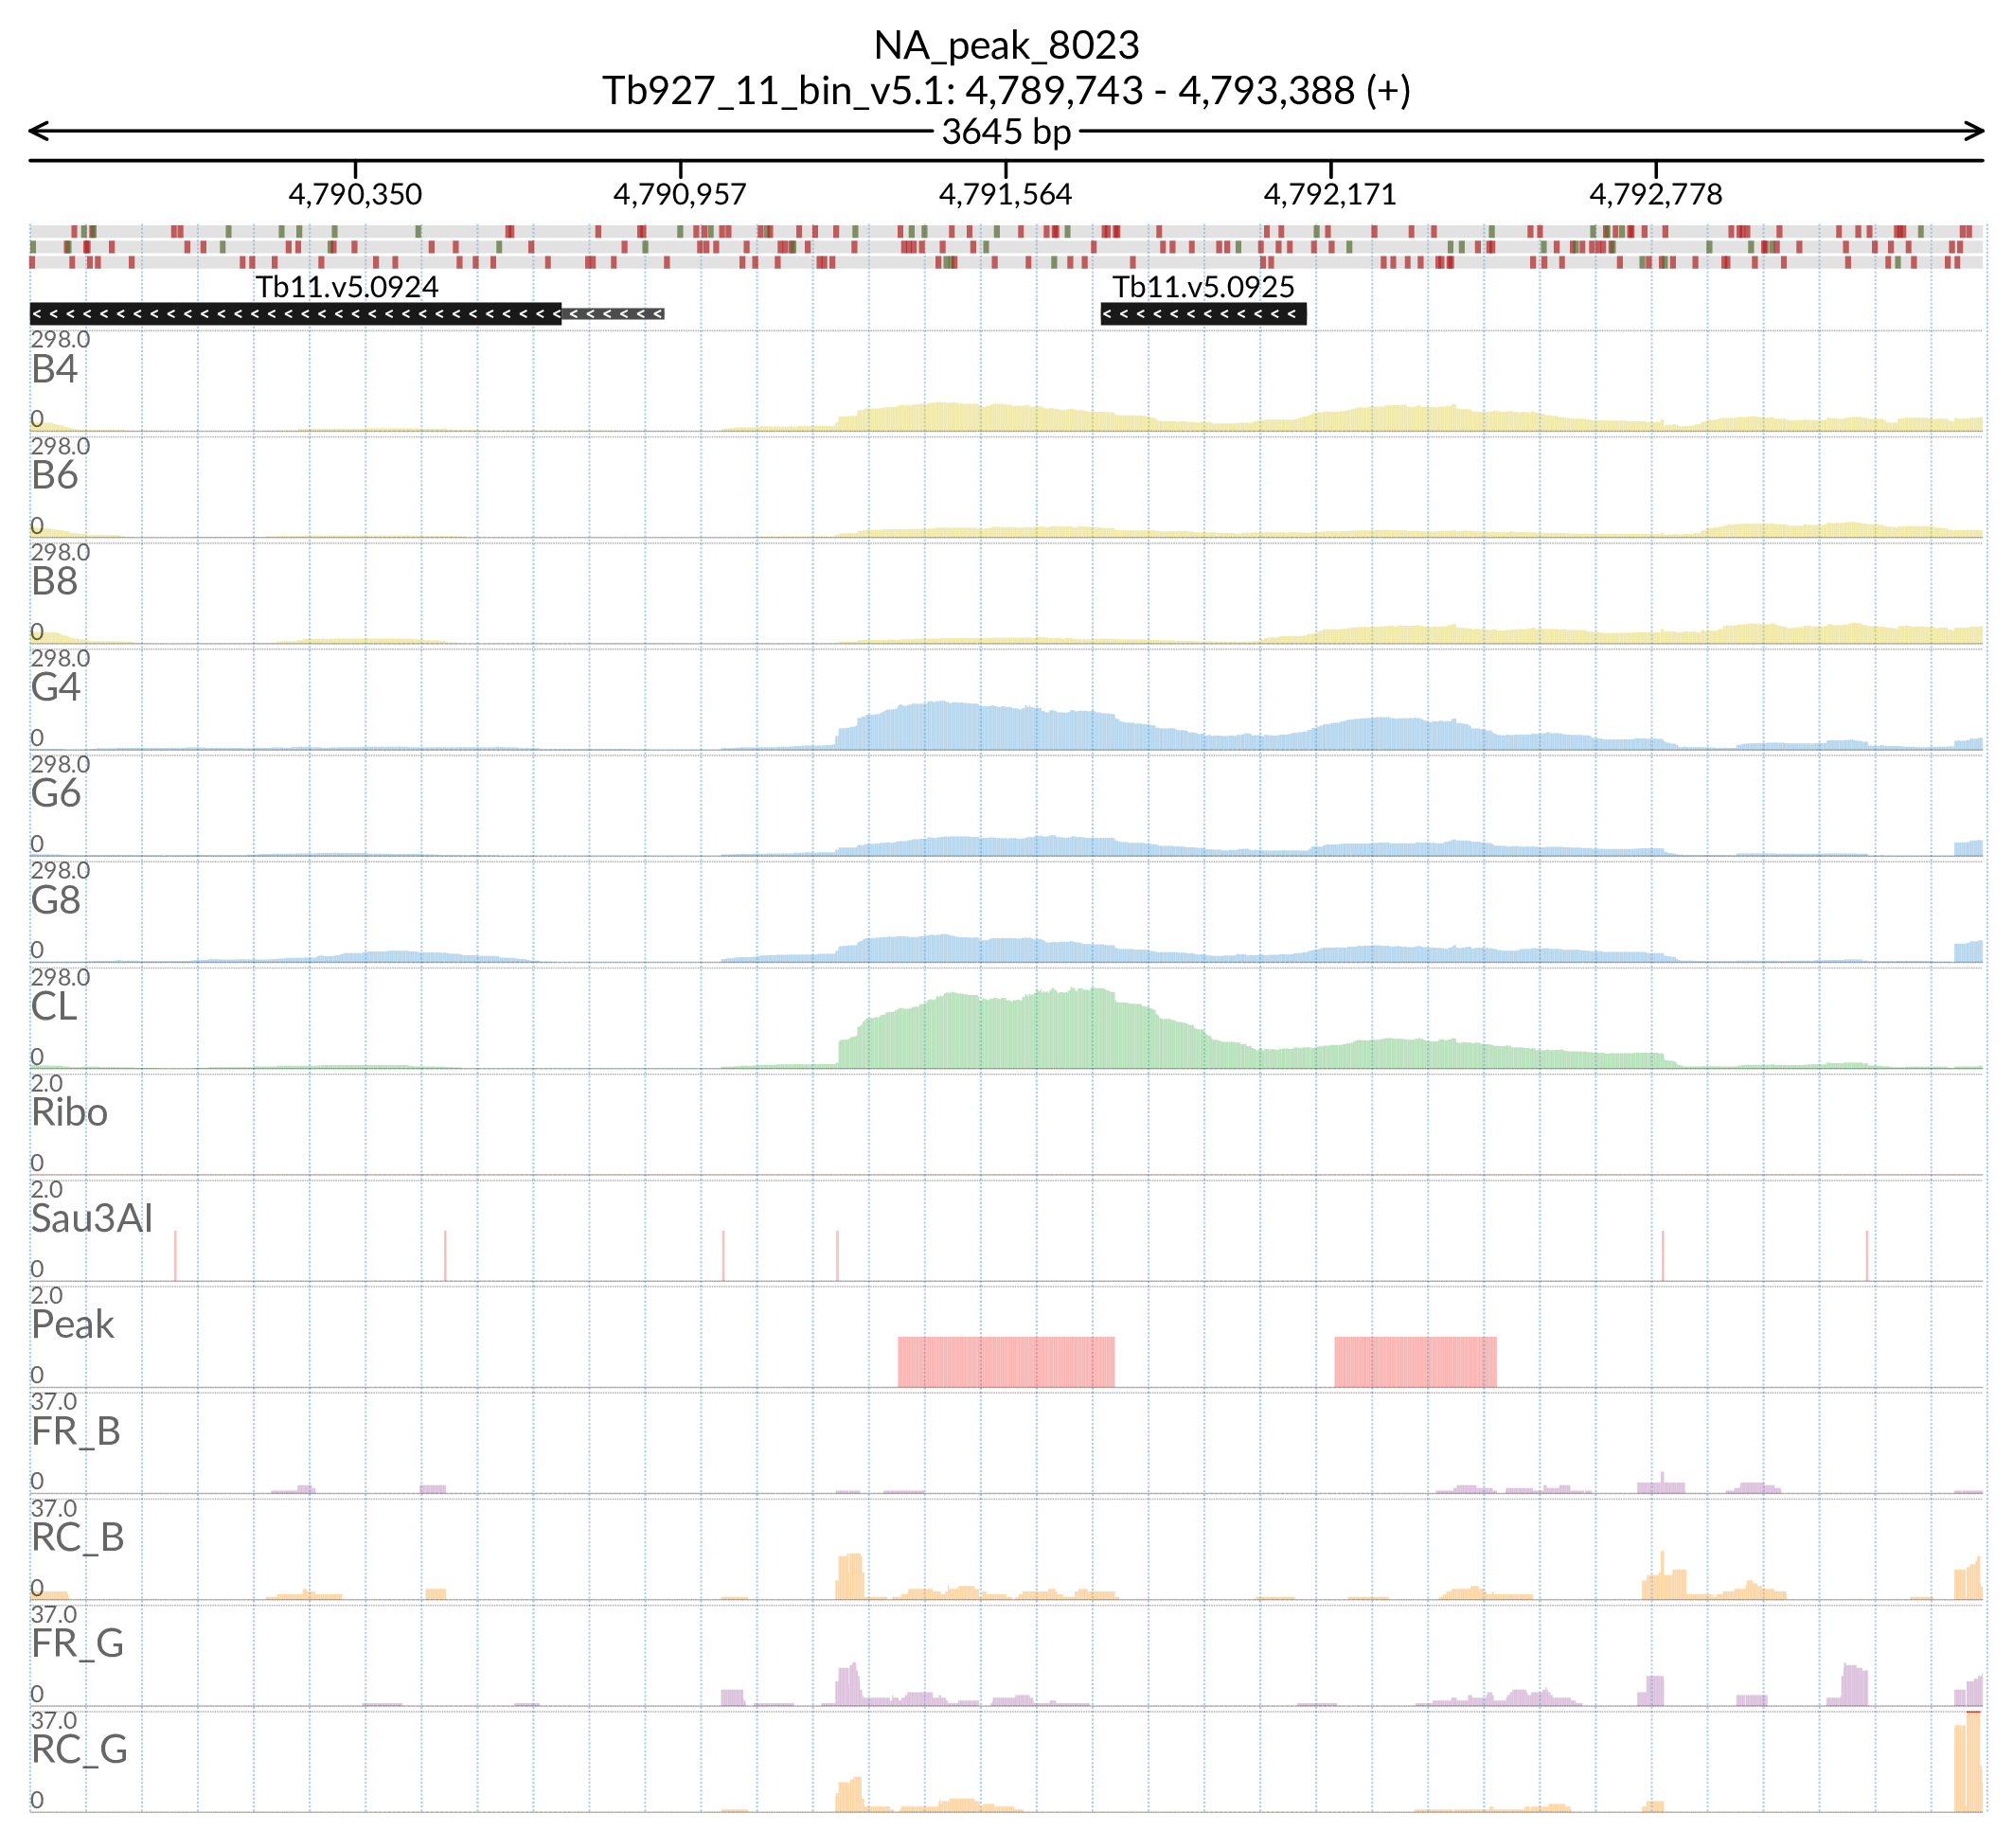 NA_peak_8023
Tb927_11_bin_v5.1: 4,789,743 - 4,793,388 (+)
3645 bp
4,790,350 4,790,957 4,791,564 4,792,171 4,792,778
Tb11.v5.0924 Tb11.v5.0925
298.0
B4
0
298.0
B6
0
298.0
B8
0
298.0
G4
0
298.0
G6
0
298.0
G8
0
298.0
CL
0
2.0
Ribo
0
2.0
Sau3AI
0
2.0
Peak
0
37.0
FR_B
0
37.0
RC_B
0
37.0
FR_G
0
37.0
RC_G
0